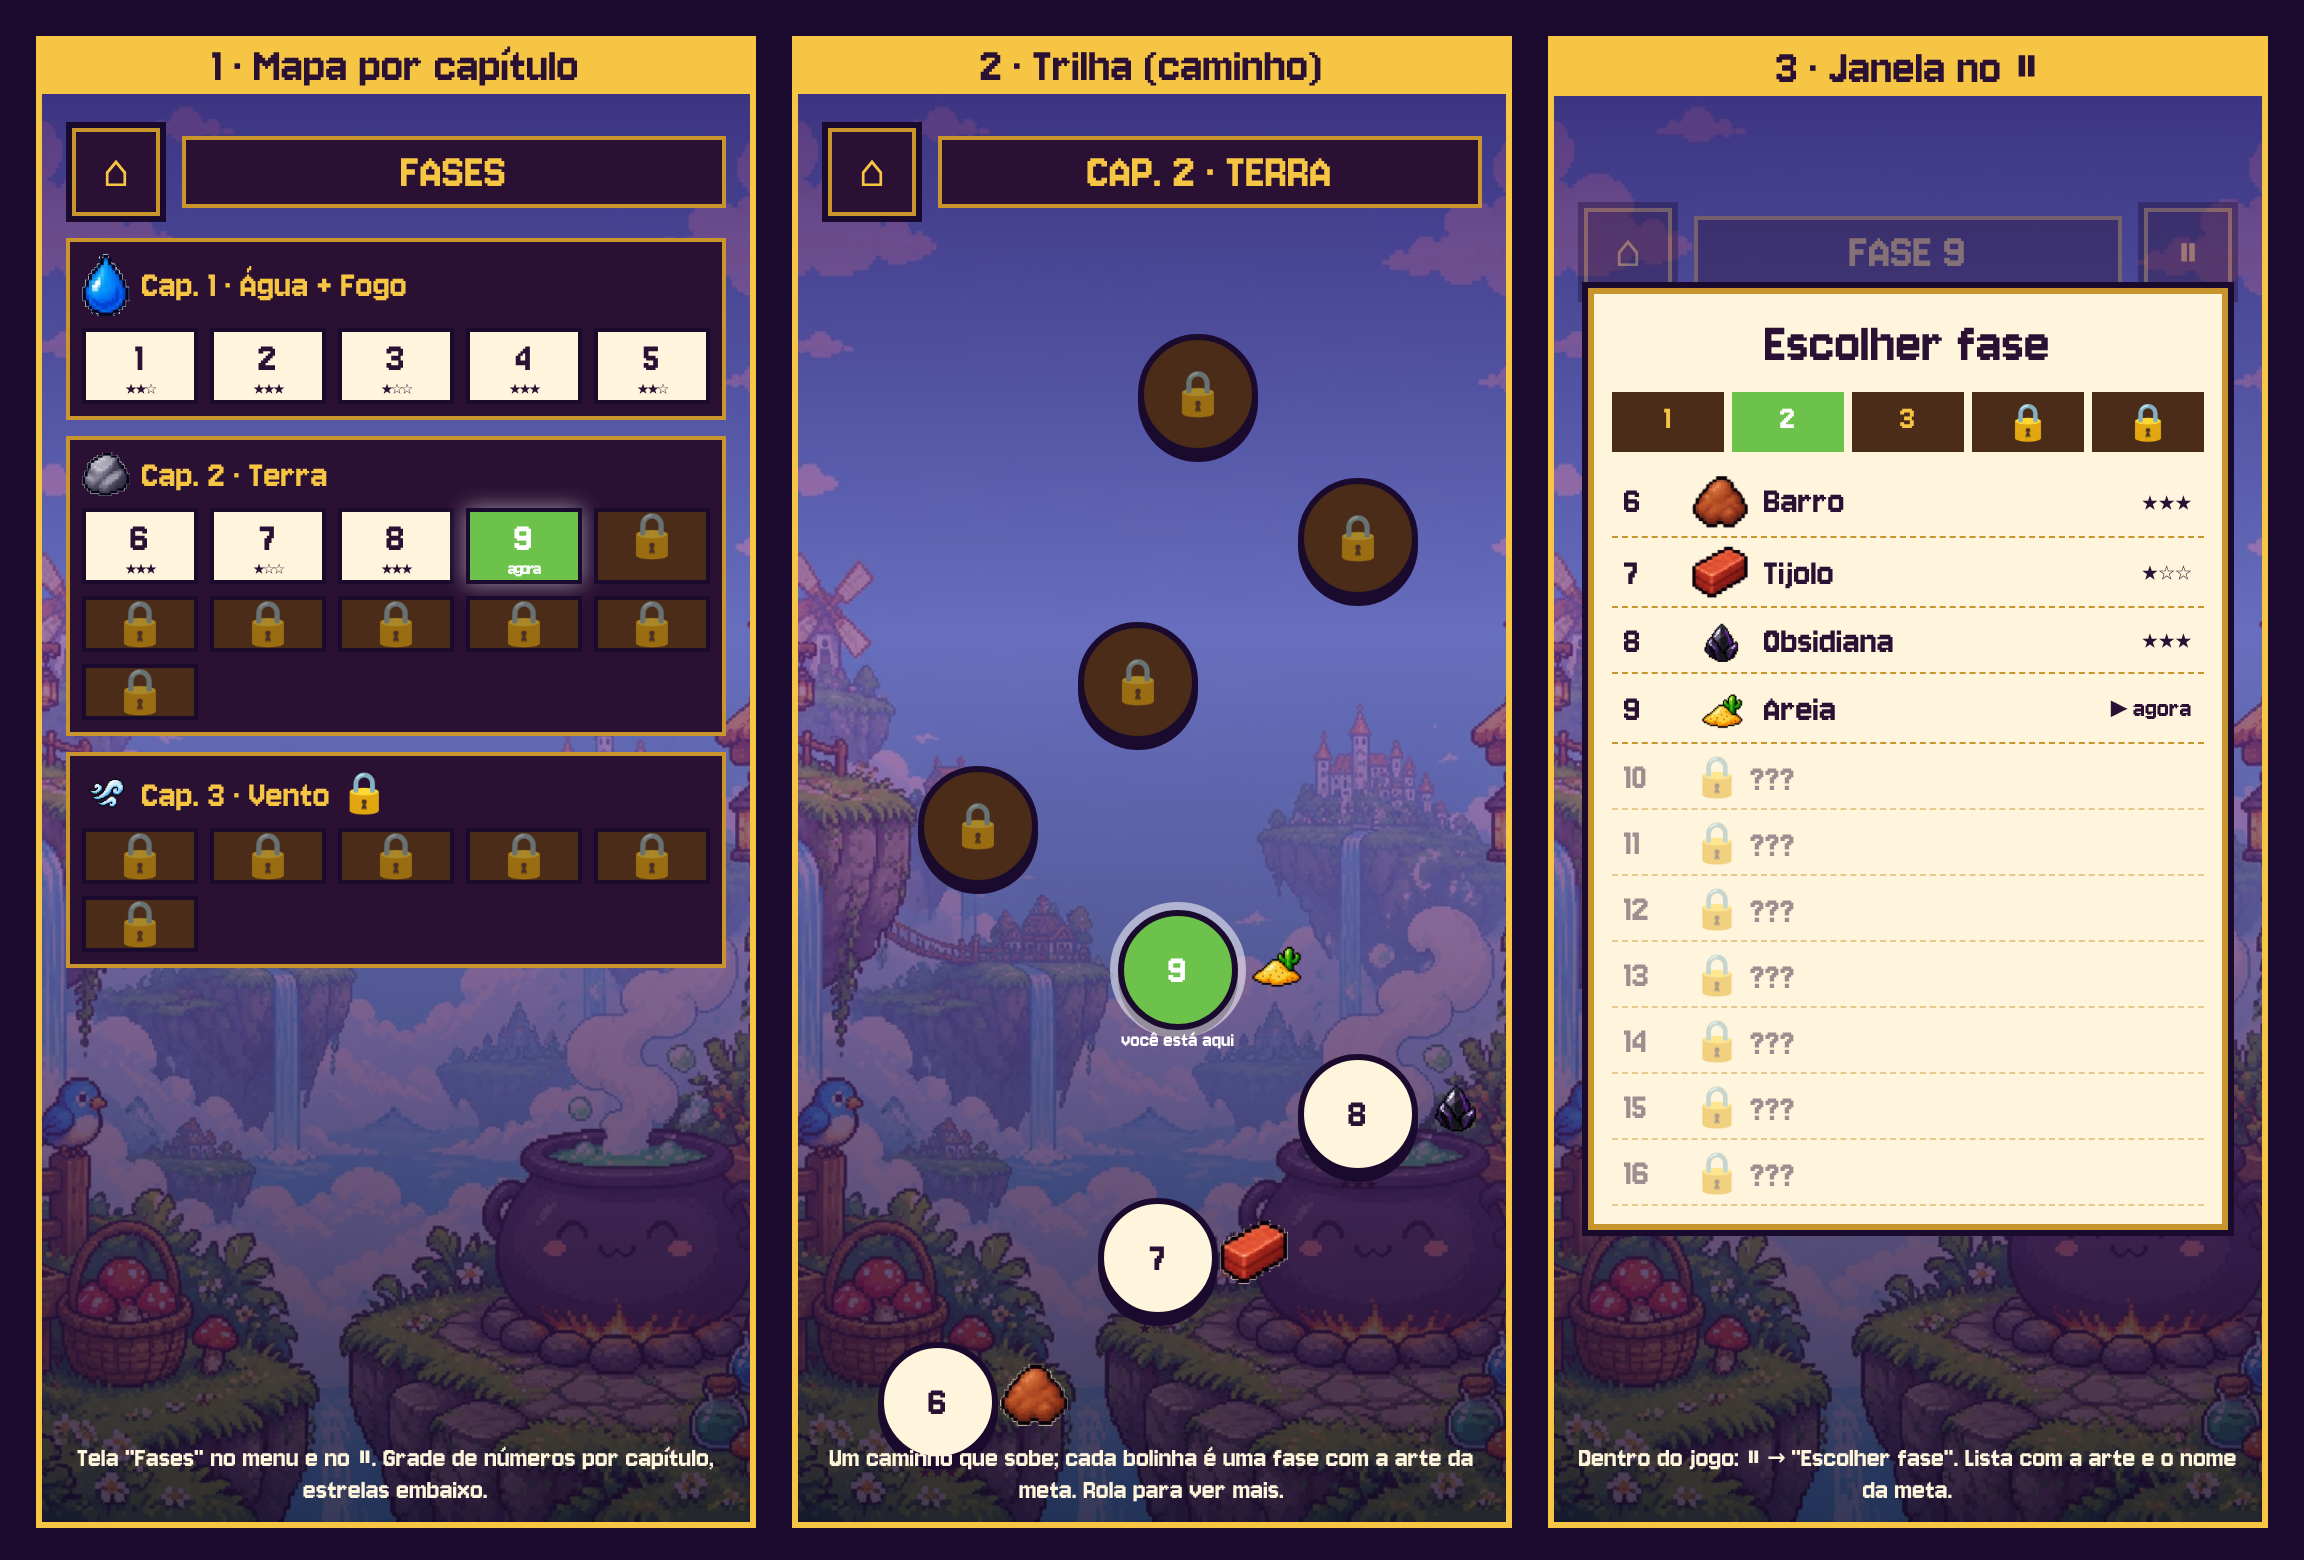 1 · Mapa por capítulo
⌂
FASES
Cap. 1 · Água + Fogo
1 2 3 4 5
★★☆ ★★★ ★☆☆ ★★★ ★★☆
Cap. 2 · Terra
6 7 8 9
★★★ ★☆☆ ★★★ agora
Cap. 3 · Vento
Tela "Fases" no menu e no ⏸. Grade de números por capítulo,
estrelas embaixo.
2 · Trilha (caminho)
⌂
CAP. 2 · TERRA
9
você está aqui
8
7
6
Um caminho que sobe; cada bolinha é uma fase com a arte da
meta. Rola para ver mais.
3 · Janela no ⏸
⌂
FASE 9
⏸
Escolher fase
1 2 3
6 Barro ★★★
7 Tijolo ★☆☆
8 Obsidiana ★★★
9 Areia ▶ agora
10 ???
11 ???
12 ???
13 ???
14 ???
15 ???
16 ???
Dentro do jogo: ⏸ → "Escolher fase". Lista com a arte e o nome
da meta.